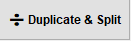 ➗ Duplicate & Split